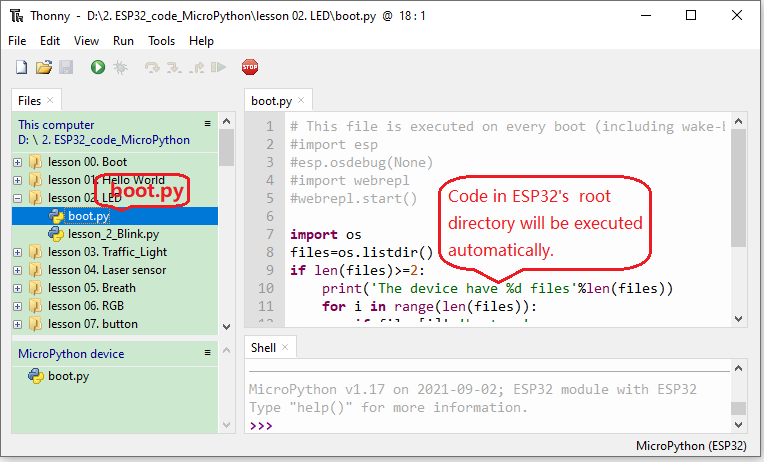 Thonny - D:\2. ESP32_code_MicroPython\lesson 02. LED\boot.py @ 18 : 1
File Edit View Run Tools Help
STOP
Files
This computer
D: \ 2. ESP32_code_MicroPython
lesson 00. Boot
lesson 01. Hello World
boot.py
lesson 02. LED
boot.py
lesson_2_Blink.py
lesson 03. Traffic_Light
lesson 04. Laser sensor
lesson 05. Breath
lesson 06. RGB
lesson 07. button
MicroPython device
boot.py
boot.py
1 # This file is executed on every boot (including wake-
2 #import esp
3 #esp.osdebug(None)
4 #import webrepl
5 #webrepl.start()
6
7 import os
8 files=os.listdir()
9 if len(files)>=2:
10 print('The device have %d files'%len(files))
11 for i in range(len(files)):
Code in ESP32's root
directory will be executed
automatically.
Shell
MicroPython v1.17 on 2021-09-02; ESP32 module with ESP32
Type "help()" for more information.
>>>
MicroPython (ESP32)